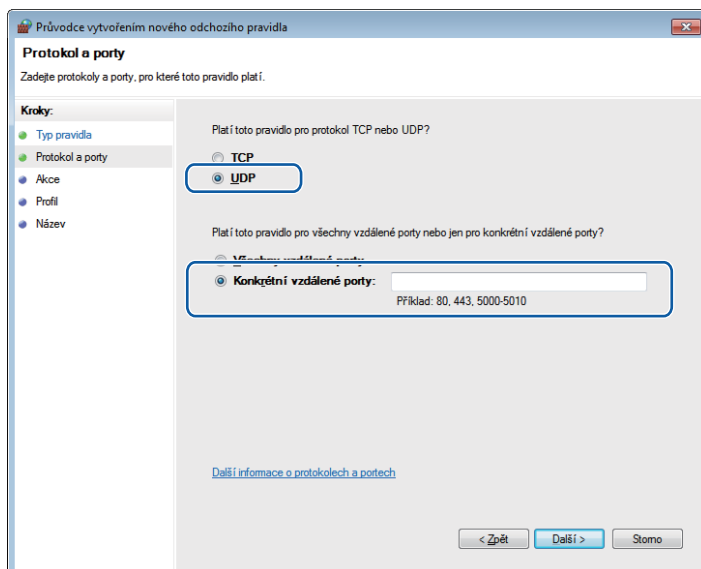 Průvodce vytvořením nového odchozího pravidla
Protokol a porty
Zadejte protokoly a porty, pro které toto pravidlo platí.
Kroky:
Typ pravidla
Protokol a porty
Akce
Profil
Název
Platí toto pravidlo pro protokol TCP nebo UDP?
TCP
UDP
Platí toto pravidlo pro všechny vzdálené porty nebo jen pro konkrétní vzdálené porty?
Všechny vzdálené porty
Konkrétní vzdálené porty:
Příklad: 80, 443, 5000-5010
Další informace o protokolech a portech
< Zpět
Další >
Storno